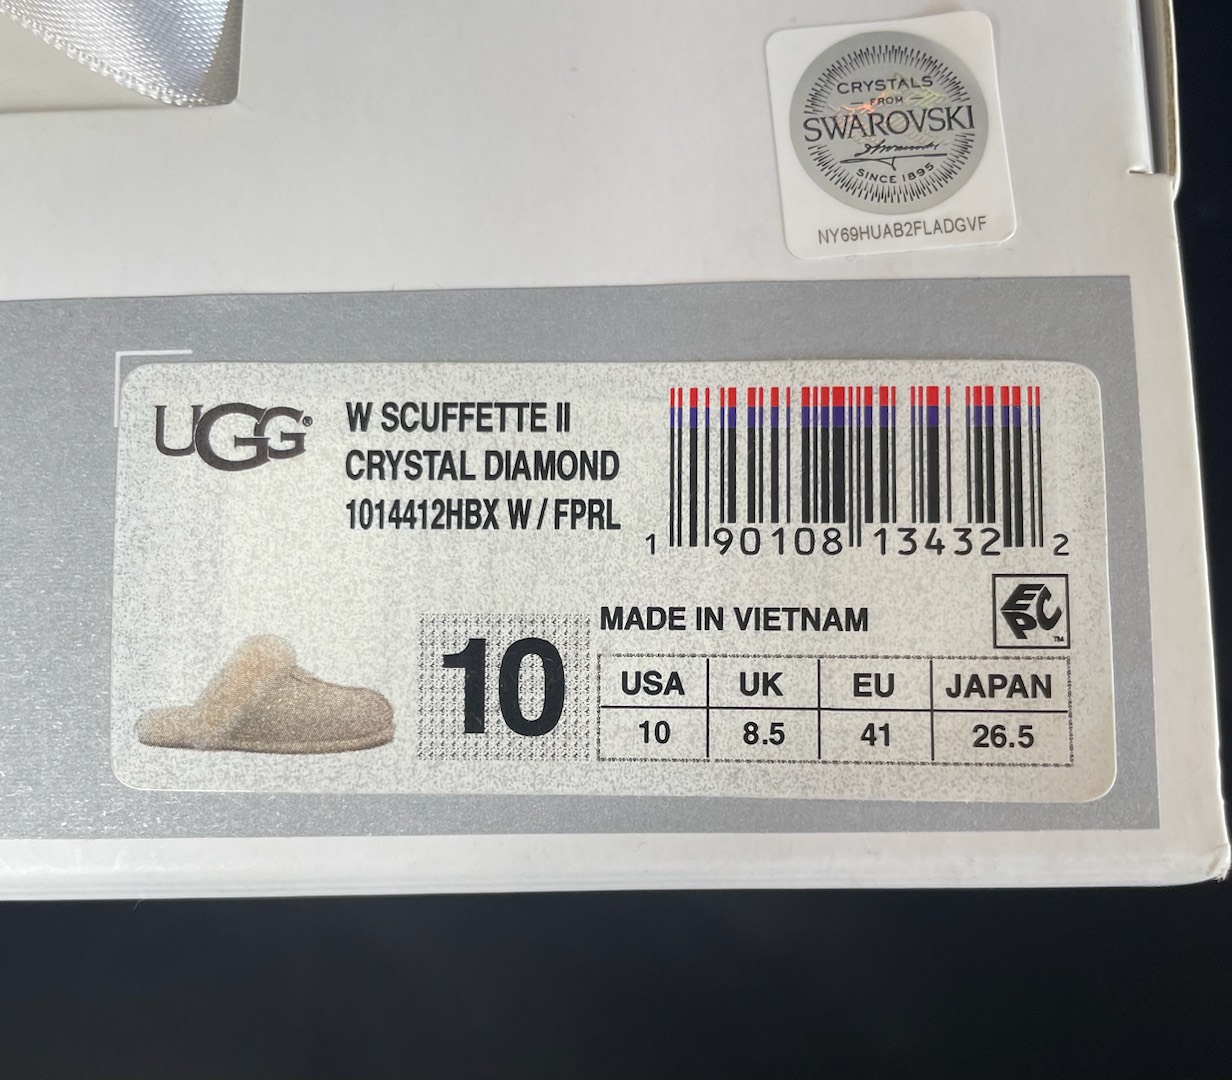 CRYSTALS
FROM
SWAROVSKI
SINCE 1895
NY69HUAB2FLADGVF
UGG®
W SCUFFETTE II
CRYSTAL DIAMOND
1014412HBX W / FPRL
1 90108 13432 2
MADE IN VIETNAM
EPC™
10
USA UK EU JAPAN
10 8.5 41 26.5